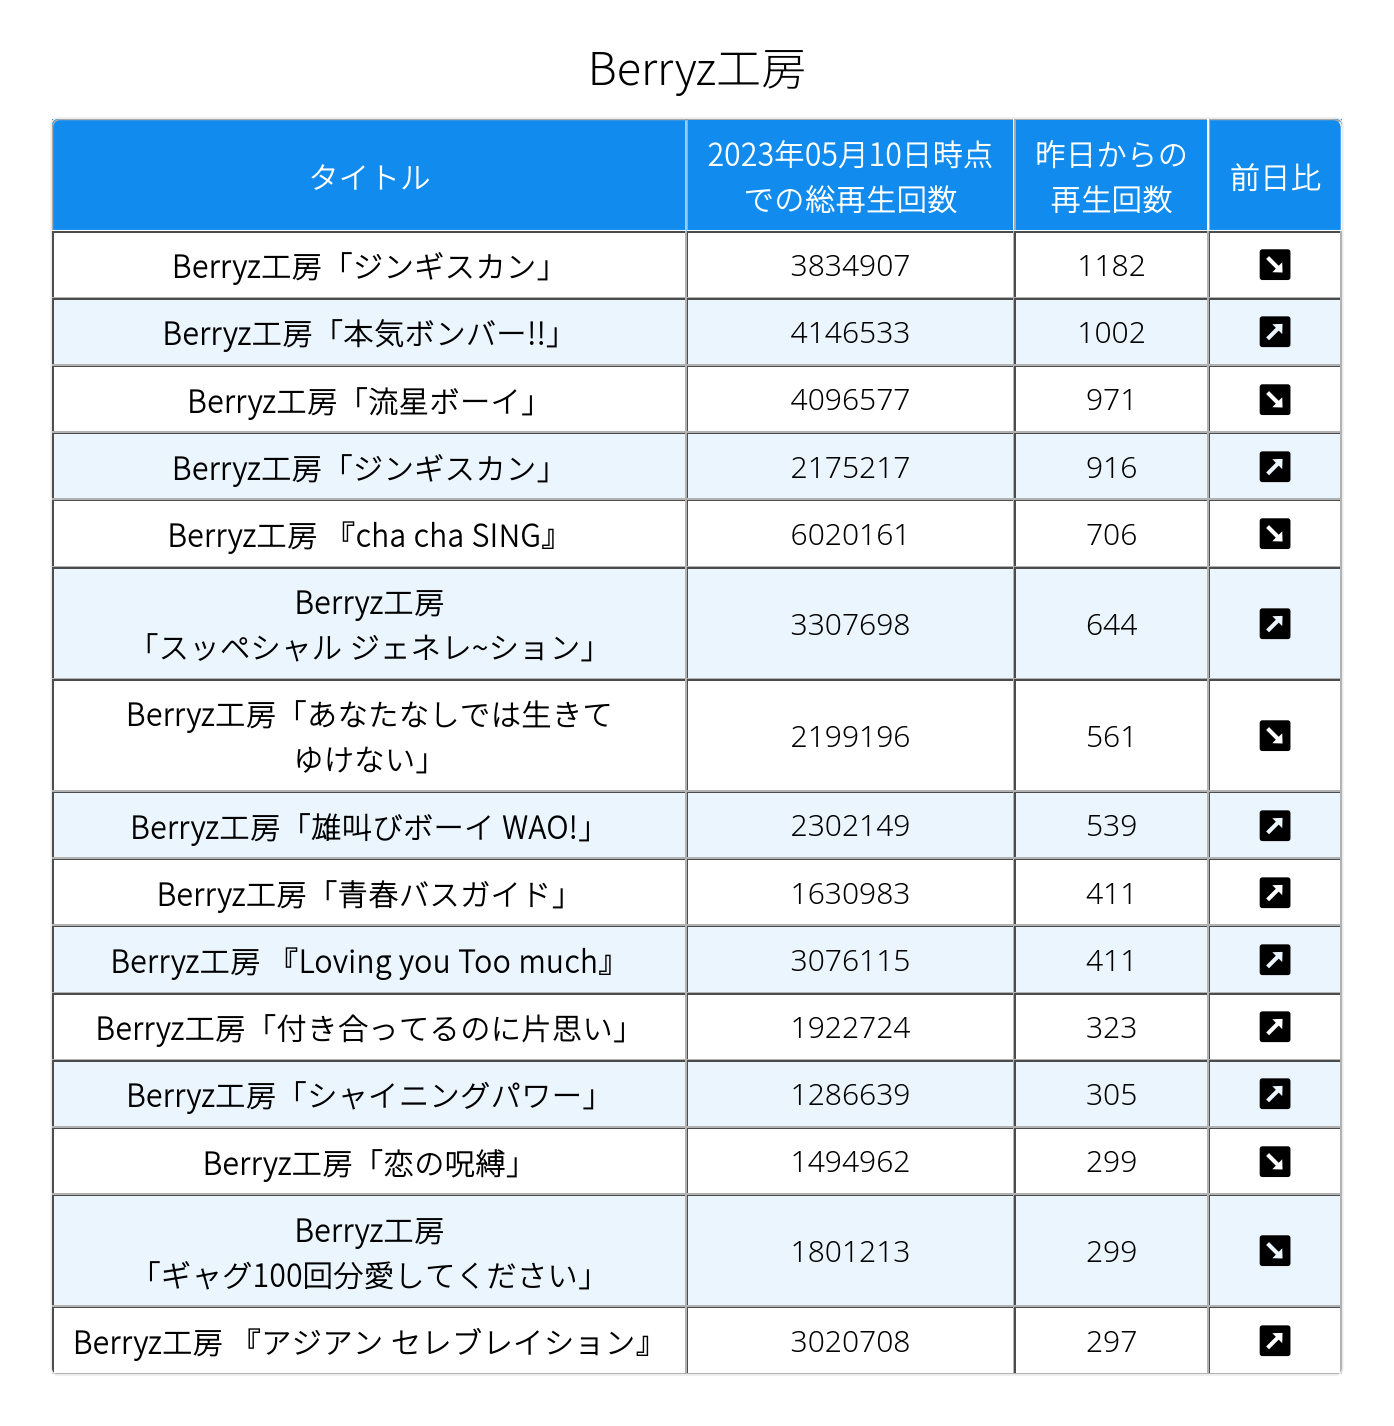 Berryz工房
タイトル
2023年05月10日時点
での総再生回数
昨日からの
再生回数
前日比
Berryz工房「ジンギスカン」 3834907 1182 ↘
Berryz工房「本気ボンバー!!」 4146533 1002 ↗
Berryz工房「流星ボーイ」 4096577 971 ↘
Berryz工房「ジンギスカン」 2175217 916 ↗
Berryz工房 『cha cha SING』 6020161 706 ↘
Berryz工房
「スッペシャル ジェネレ~ション」 3307698 644 ↗
Berryz工房「あなたなしでは生きて
ゆけない」 2199196 561 ↘
Berryz工房「雄叫びボーイ WAO!」 2302149 539 ↗
Berryz工房「青春バスガイド」 1630983 411 ↗
Berryz工房 『Loving you Too much』 3076115 411 ↗
Berryz工房「付き合ってるのに片思い」 1922724 323 ↗
Berryz工房「シャイニングパワー」 1286639 305 ↗
Berryz工房「恋の呪縛」 1494962 299 ↘
Berryz工房
「ギャグ100回分愛してください」 1801213 299 ↘
Berryz工房 『アジアン セレブレイション』 3020708 297 ↗